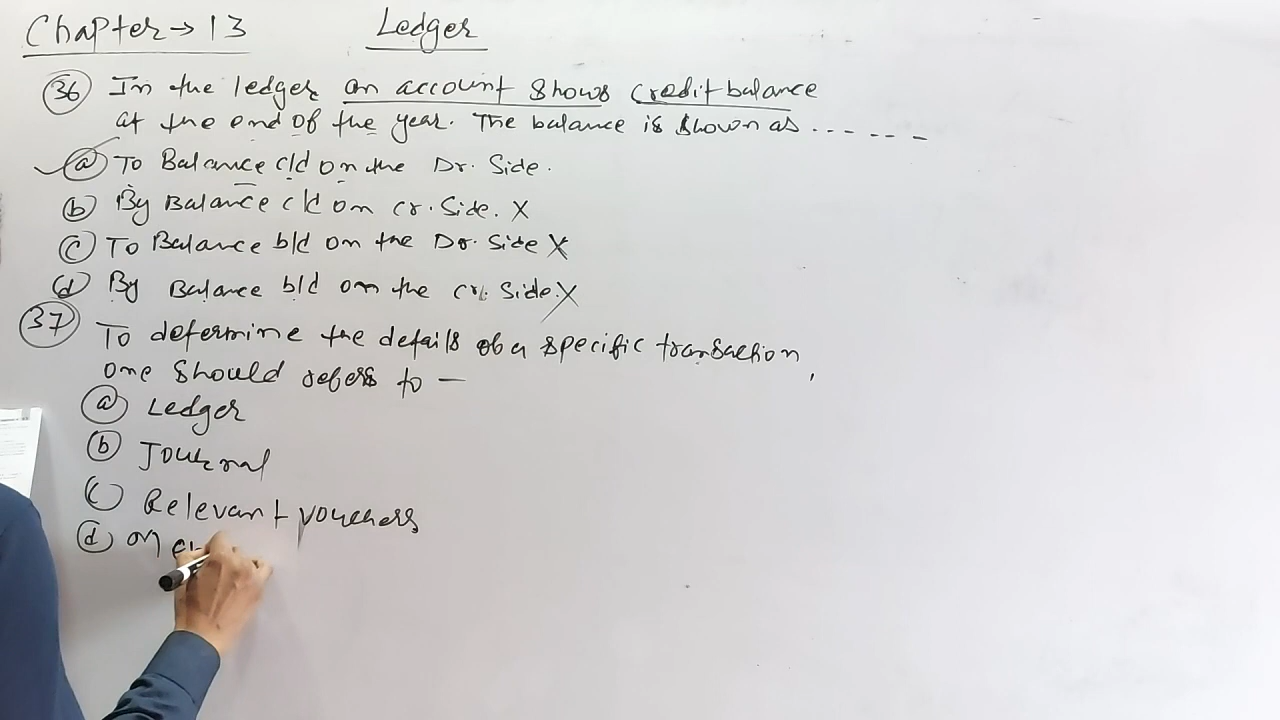 Chapter → 13 Ledger
36 In the ledger an account shows credit balance
at the end of the year. The balance is shown as ------
a To Balance c/d on the Dr. Side.
b By Balance c/d on cr. Side. X
c To Balance b/d on the Dr. Side X
d By Balance b/d on the cr. Side. X
37 To determine the details of a specific transaction,
one should refers to —
a Ledger
b Journal
c Relevant vouchers
d